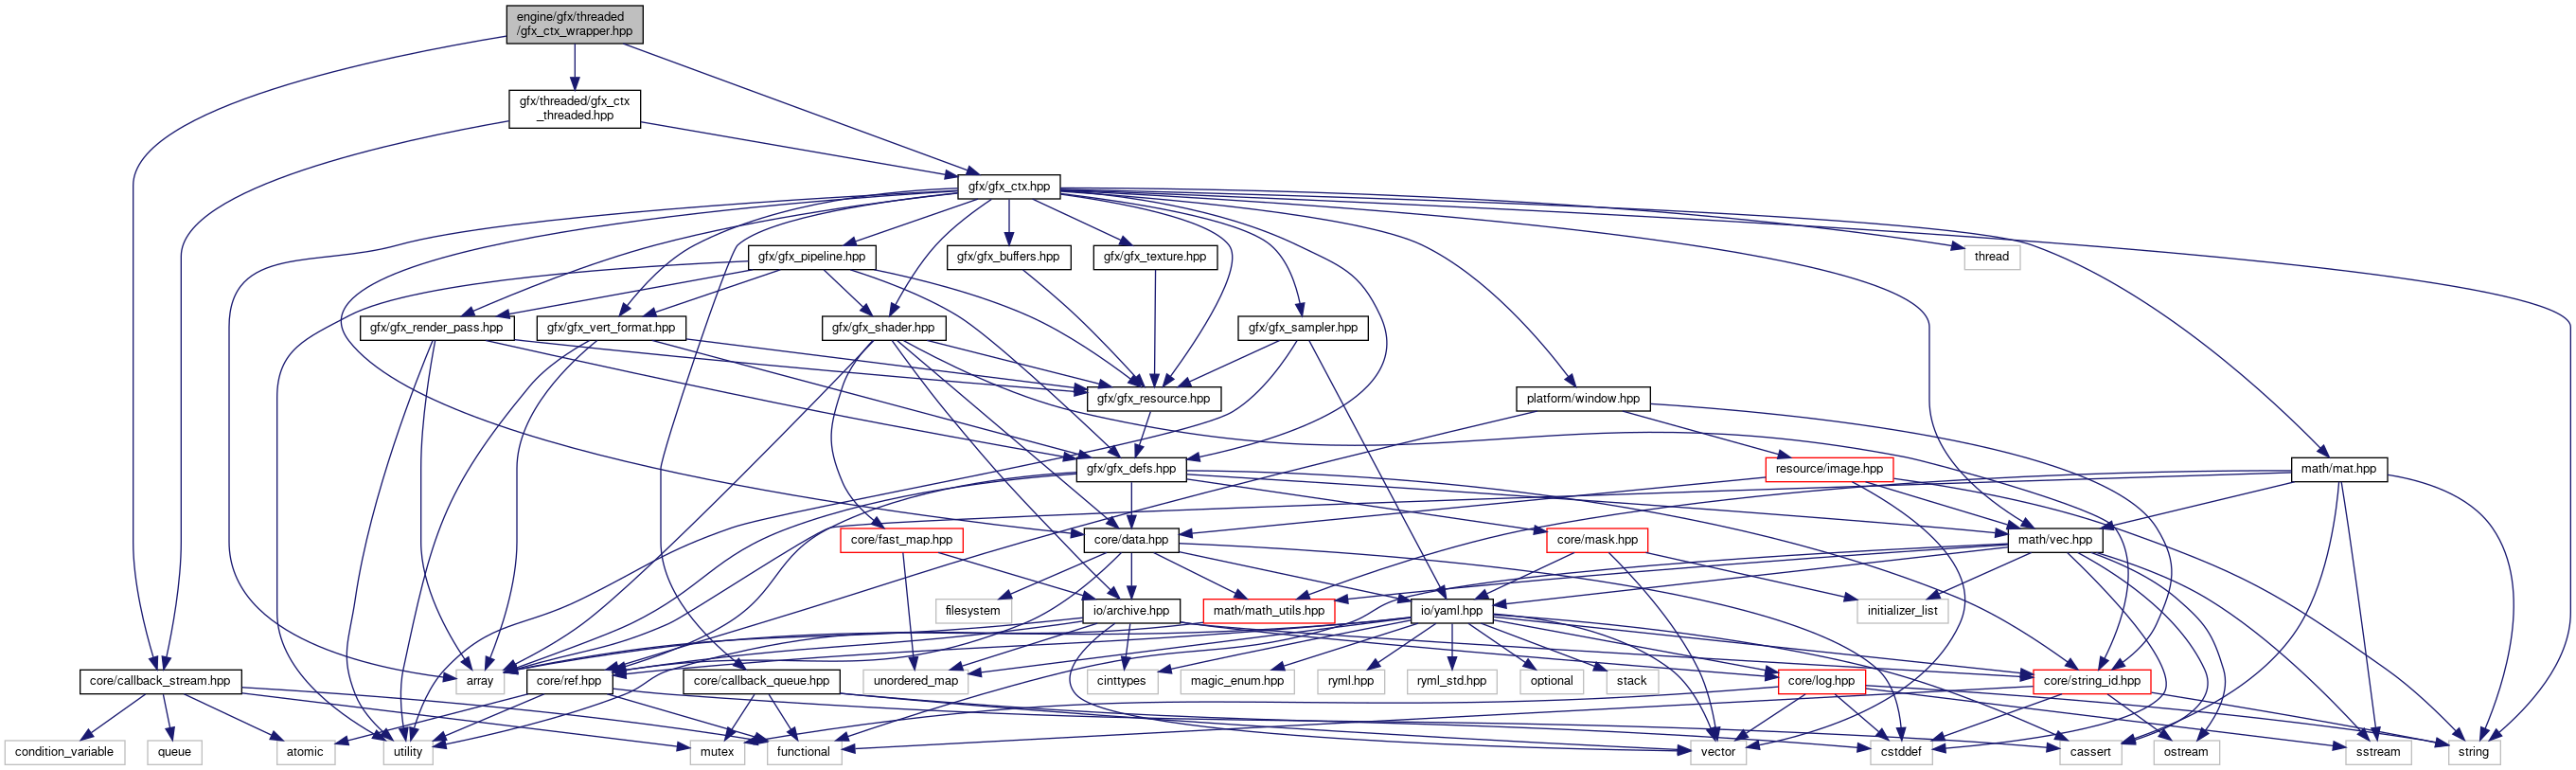 engine/gfx/threaded
/gfx_ctx_wrapper.hpp
gfx/threaded/gfx_ctx
_threaded.hpp
gfx/gfx_ctx.hpp
gfx/gfx_pipeline.hpp
gfx/gfx_buffers.hpp
gfx/gfx_texture.hpp
thread
gfx/gfx_render_pass.hpp
gfx/gfx_vert_format.hpp
gfx/gfx_shader.hpp
gfx/gfx_sampler.hpp
gfx/gfx_resource.hpp
platform/window.hpp
gfx/gfx_defs.hpp
resource/image.hpp
math/mat.hpp
core/fast_map.hpp
core/data.hpp
core/mask.hpp
math/vec.hpp
filesystem
io/archive.hpp
math/math_utils.hpp
io/yaml.hpp
initializer_list
core/callback_stream.hpp
array
core/ref.hpp
core/callback_queue.hpp
unordered_map
cinttypes
magic_enum.hpp
ryml.hpp
ryml_std.hpp
optional
stack
core/log.hpp
core/string_id.hpp
condition_variable
queue
atomic
utility
mutex
functional
vector
cstddef
cassert
ostream
sstream
string